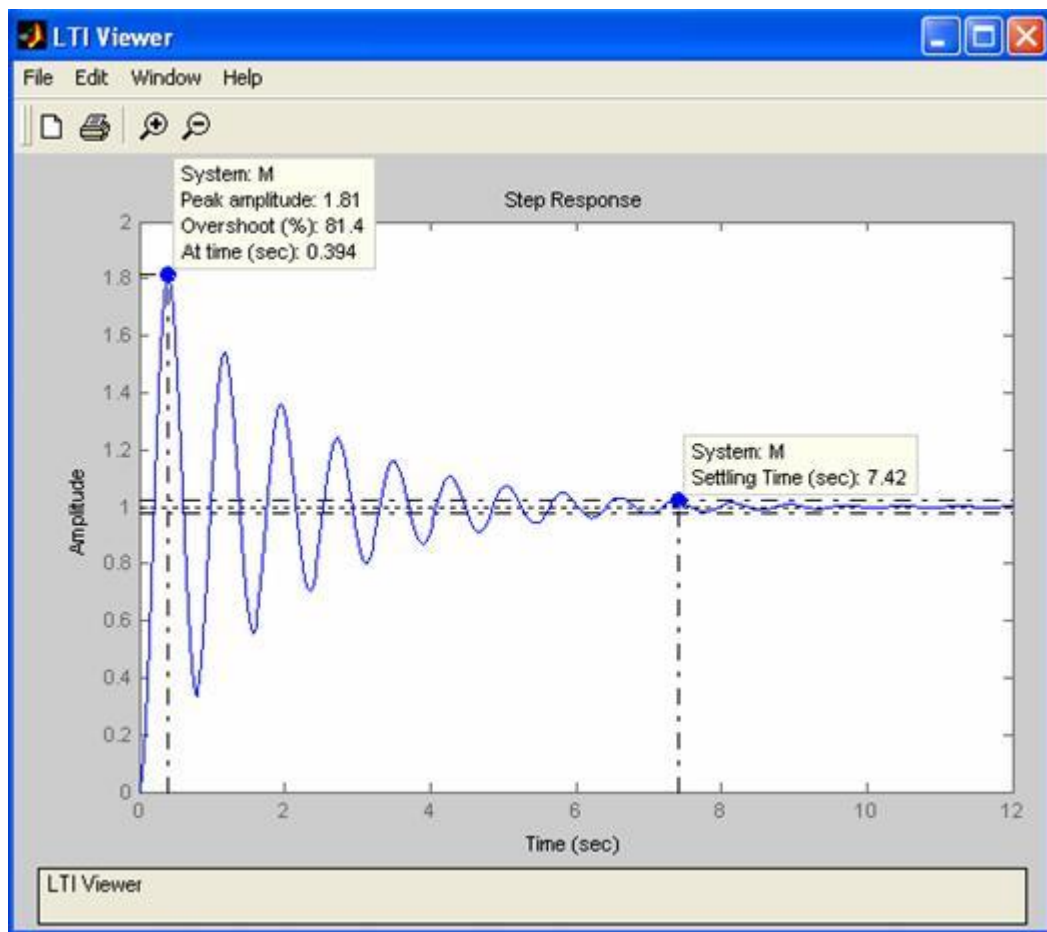 LTI Viewer
File Edit Window Help
System: M
Peak amplitude: 1.81
Overshoot (%): 81.4
At time (sec): 0.394
Step Response
2
1.8
1.6
1.4
1.2
1
0.8
0.6
0.4
0.2
0
Amplitude
System: M
Settling Time (sec): 7.42
0 2 4 6 8 10 12
Time (sec)
LTI Viewer